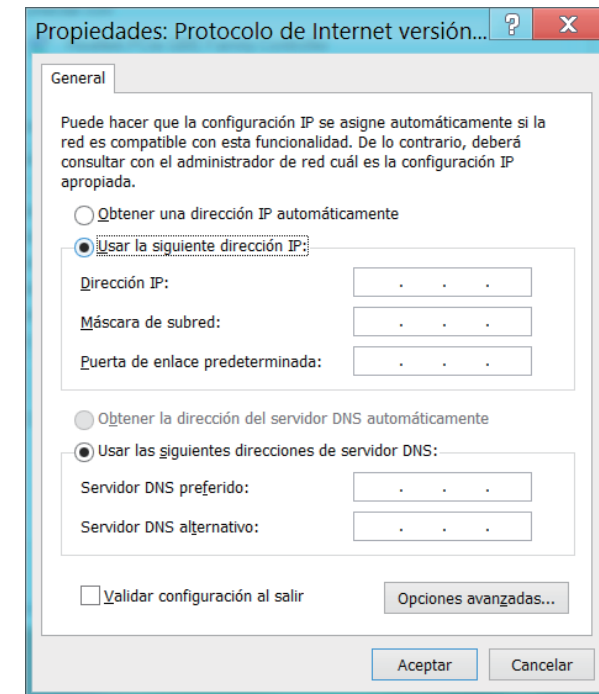 Propiedades: Protocolo de Internet versión...
?
X
General
Puede hacer que la configuración IP se asigne automáticamente si la
red es compatible con esta funcionalidad. De lo contrario, deberá
consultar con el administrador de red cuál es la configuración IP
apropiada.
Obtener una dirección IP automáticamente
Usar la siguiente dirección IP:
Dirección IP: . . .
Máscara de subred: . . .
Puerta de enlace predeterminada: . . .
Obtener la dirección del servidor DNS automáticamente
Usar las siguientes direcciones de servidor DNS:
Servidor DNS preferido: . . .
Servidor DNS alternativo: . . .
Validar configuración al salir
Opciones avanzadas...
Aceptar
Cancelar